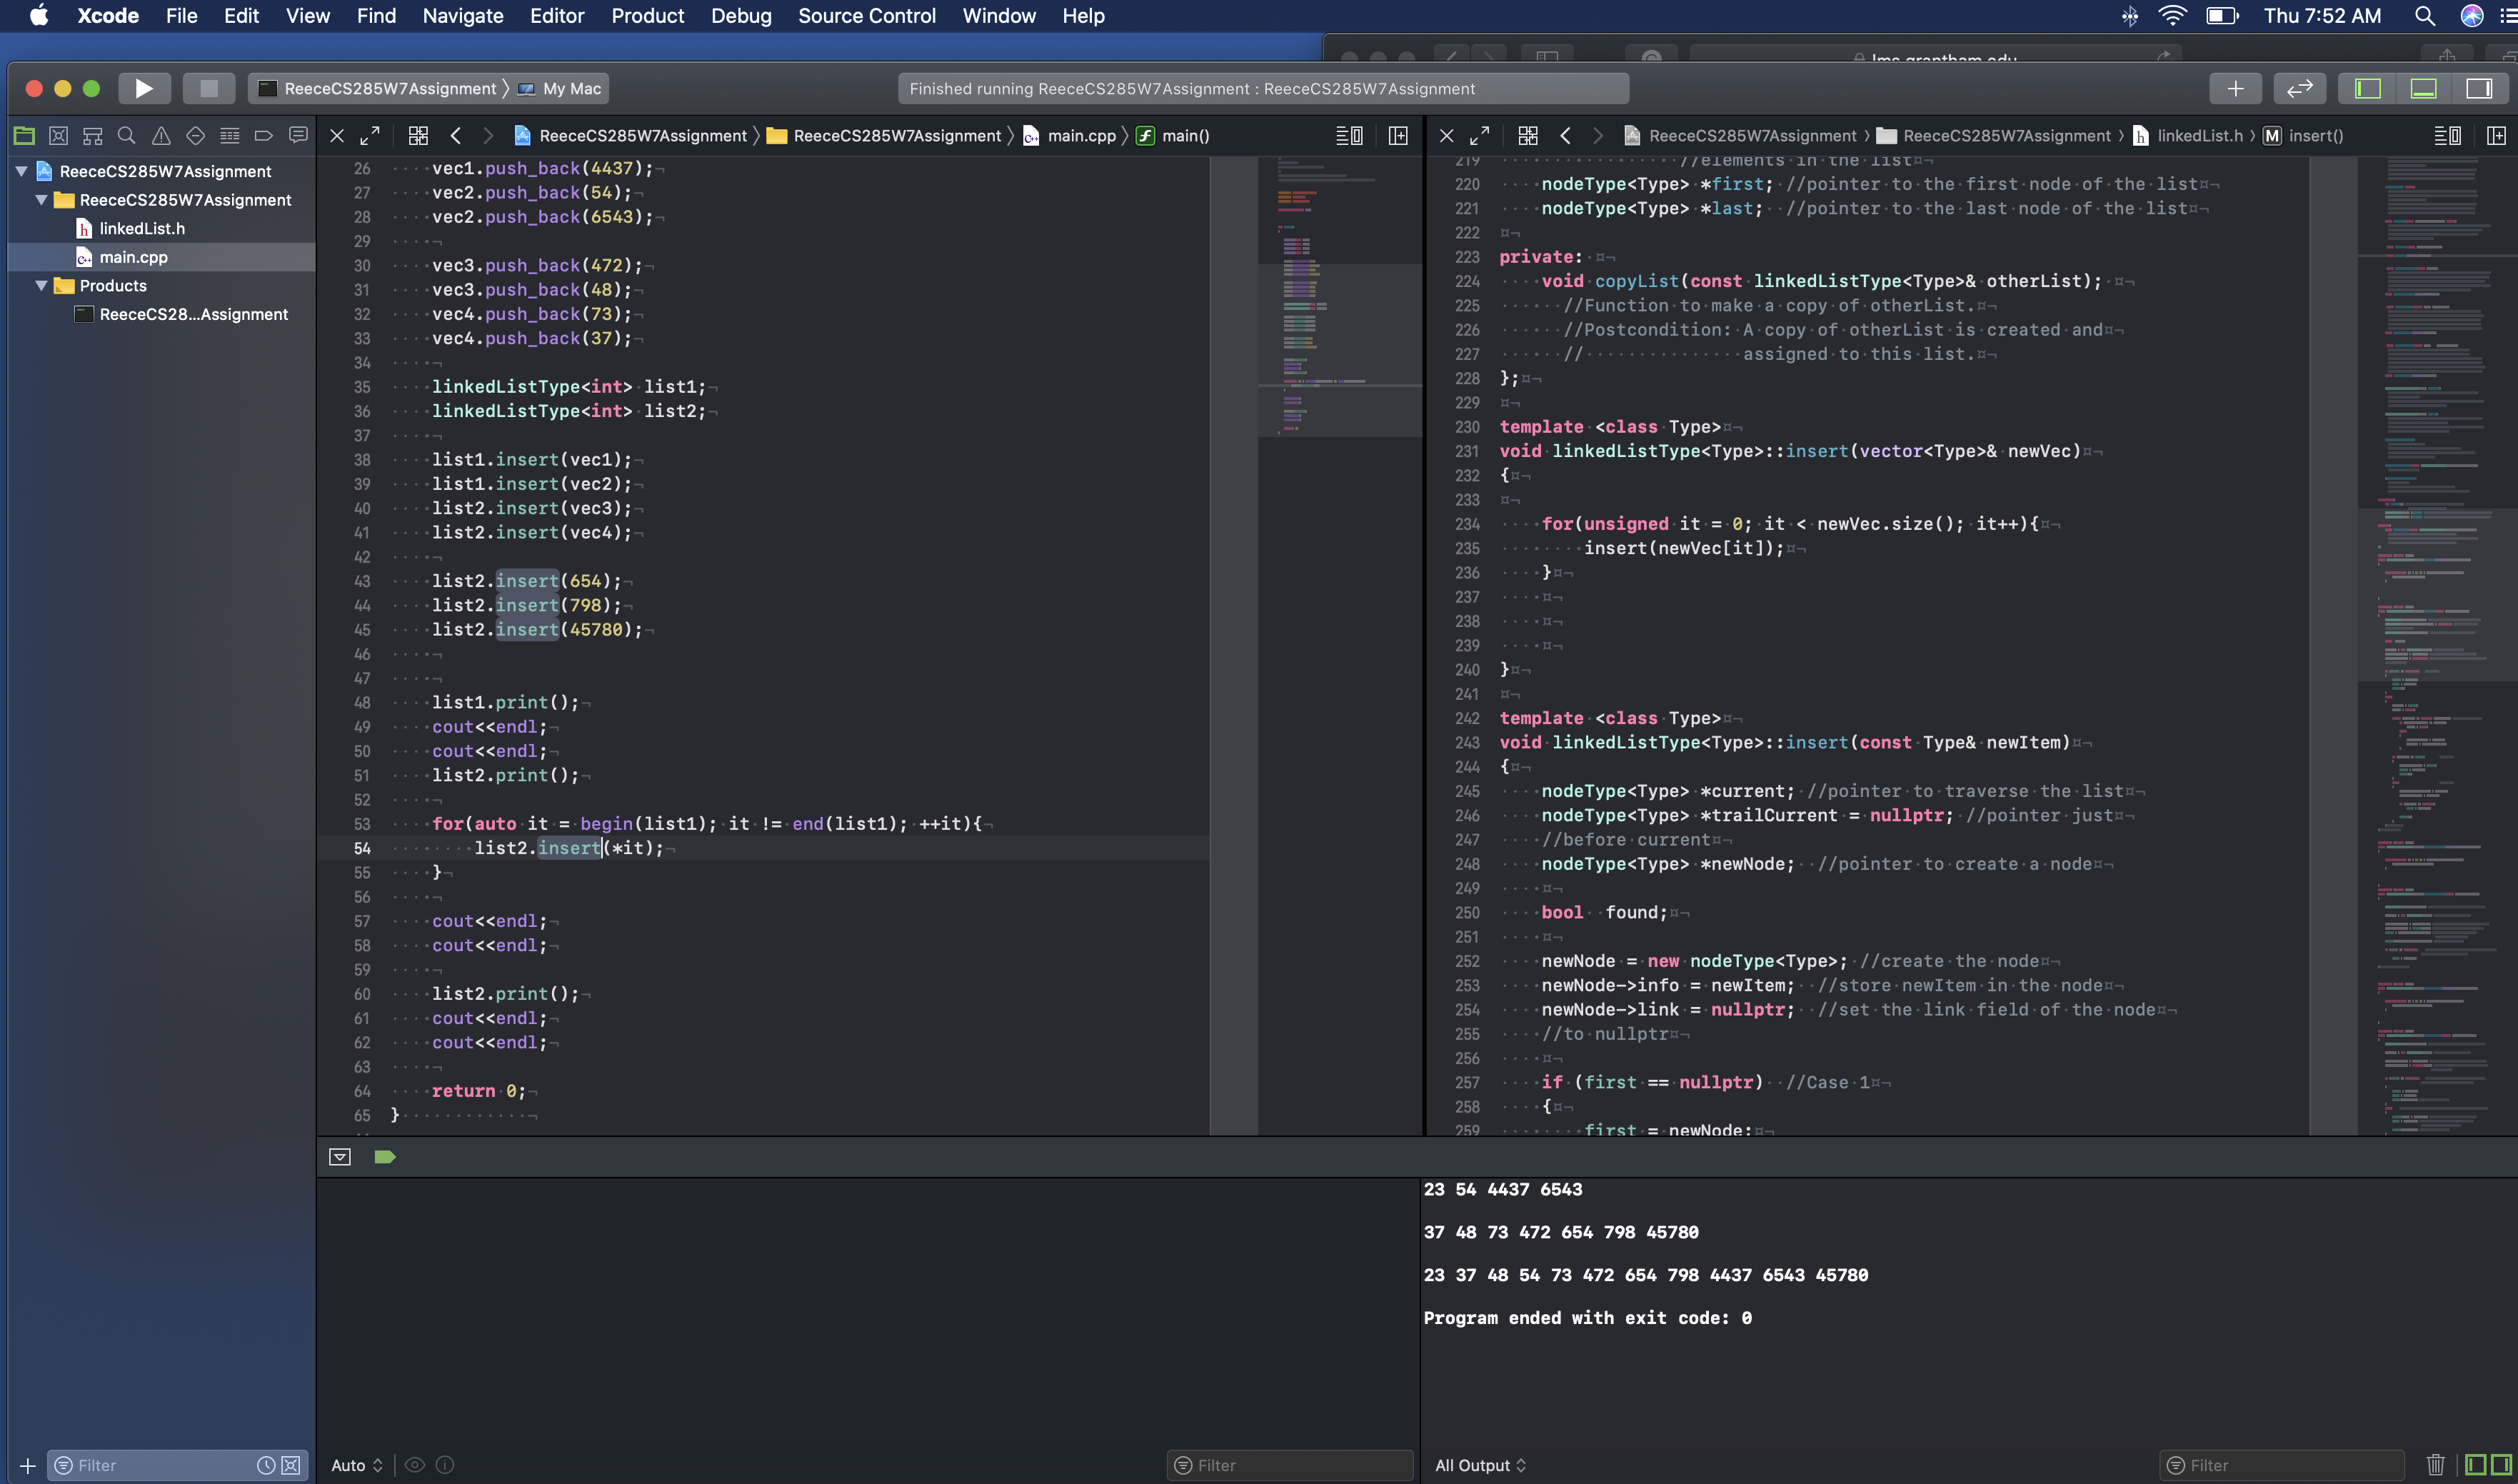 Xcode File Edit View Find Navigate Editor Product Debug Source Control Window Help Thu 7:52 AM
lms.grantham.edu
ReeceCS285W7Assignment My Mac
Finished running ReeceCS285W7Assignment : ReeceCS285W7Assignment
ReeceCS285W7Assignment
ReeceCS285W7Assignment
linkedList.h
main.cpp
Products
ReeceCS28...Assignment
Filter
ReeceCS285W7Assignment ReeceCS285W7Assignment main.cpp main()
26 vec1.push_back(4437);
27 vec2.push_back(54);
28 vec2.push_back(6543);
29
30 vec3.push_back(472);
31 vec3.push_back(48);
32 vec4.push_back(73);
33 vec4.push_back(37);
34
35 linkedListType<int> list1;
36 linkedListType<int> list2;
37
38 list1.insert(vec1);
39 list1.insert(vec2);
40 list2.insert(vec3);
41 list2.insert(vec4);
42
43 list2.insert(654);
44 list2.insert(798);
45 list2.insert(45780);
46
47
48 list1.print();
49 cout<<endl;
50 cout<<endl;
51 list2.print();
52
53 for(auto it = begin(list1); it != end(list1); ++it){
54 list2.insert(*it);
55 }
56
57 cout<<endl;
58 cout<<endl;
59
60 list2.print();
61 cout<<endl;
62 cout<<endl;
63
64 return 0;
65 }
ReeceCS285W7Assignment ReeceCS285W7Assignment linkedList.h M insert()
219 //elements in the list
220 nodeType<Type> *first; //pointer to the first node of the list
221 nodeType<Type> *last; //pointer to the last node of the list
222
223 private:
224 void copyList(const linkedListType<Type>& otherList);
225 //Function to make a copy of otherList.
226 //Postcondition: A copy of otherList is created and
227 // assigned to this list.
228 };
229
230 template <class Type>
231 void linkedListType<Type>::insert(vector<Type>& newVec)
232 {
233
234 for(unsigned it = 0; it < newVec.size(); it++){
235 insert(newVec[it]);
236 }
237
238
239
240 }
241
242 template <class Type>
243 void linkedListType<Type>::insert(const Type& newItem)
244 {
245 nodeType<Type> *current; //pointer to traverse the list
246 nodeType<Type> *trailCurrent = nullptr; //pointer just
247 //before current
248 nodeType<Type> *newNode; //pointer to create a node
249
250 bool found;
251
252 newNode = new nodeType<Type>; //create the node
253 newNode->info = newItem; //store newItem in the node
254 newNode->link = nullptr; //set the link field of the node
255 //to nullptr
256
257 if (first == nullptr) //Case 1
258 {
259 first = newNode;
Auto Filter
23 54 4437 6543
37 48 73 472 654 798 45780
23 37 48 54 73 472 654 798 4437 6543 45780
Program ended with exit code: 0
All Output Filter